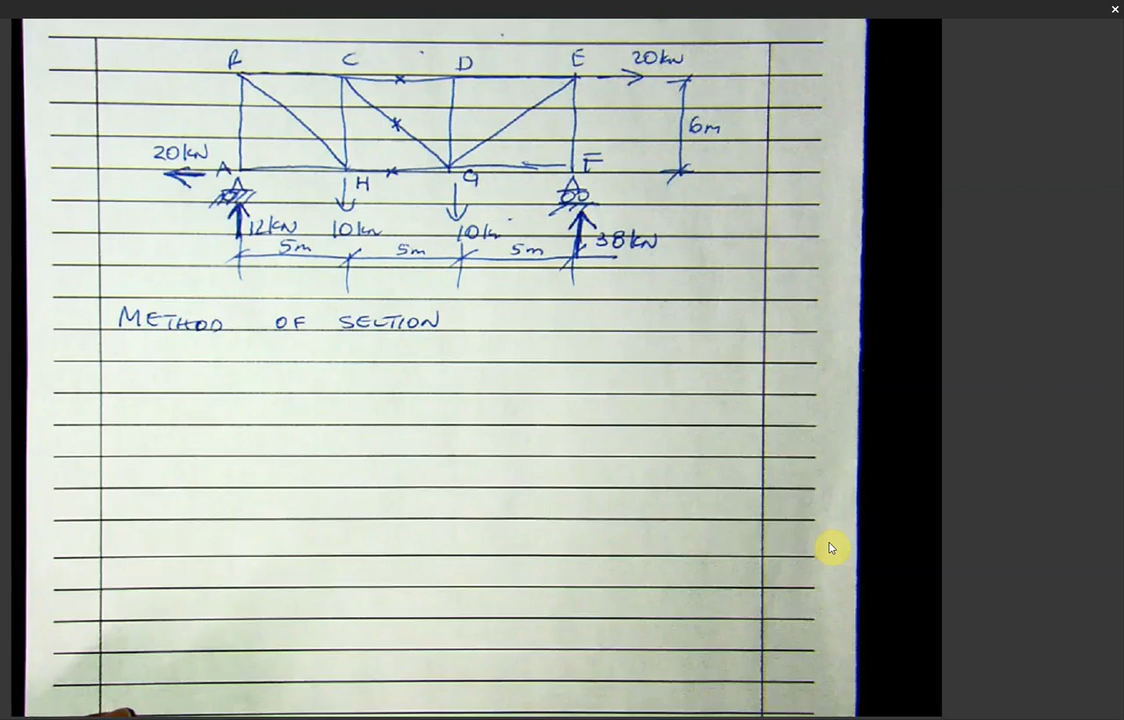 B C D E 20kN
6m
20kN A H G F
12kN 10kN 10kN 38kN
5m 5m 5m
METHOD OF SECTION